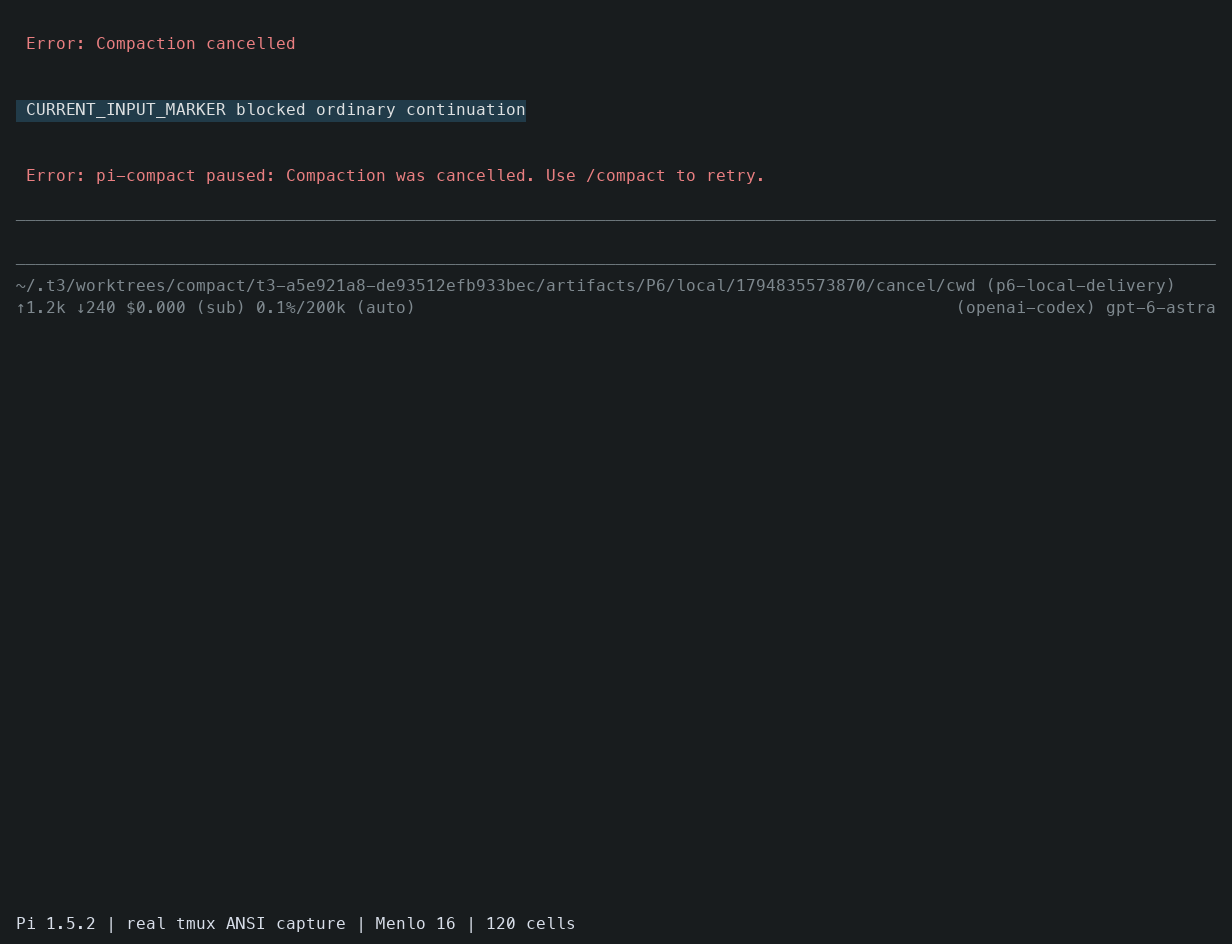 Error: Compaction cancelled
CURRENT_INPUT_MARKER blocked ordinary continuation
Error: pi-compact paused: Compaction was cancelled. Use /compact to retry.
~/.t3/worktrees/compact/t3-a5e921a8-de93512efb933bec/artifacts/P6/local/1794835573870/cancel/cwd (p6-local-delivery)
↑1.2k ↓240 $0.000 (sub) 0.1%/200k (auto) (openai-codex) gpt-6-astra
Pi 1.5.2 | real tmux ANSI capture | Menlo 16 | 120 cells